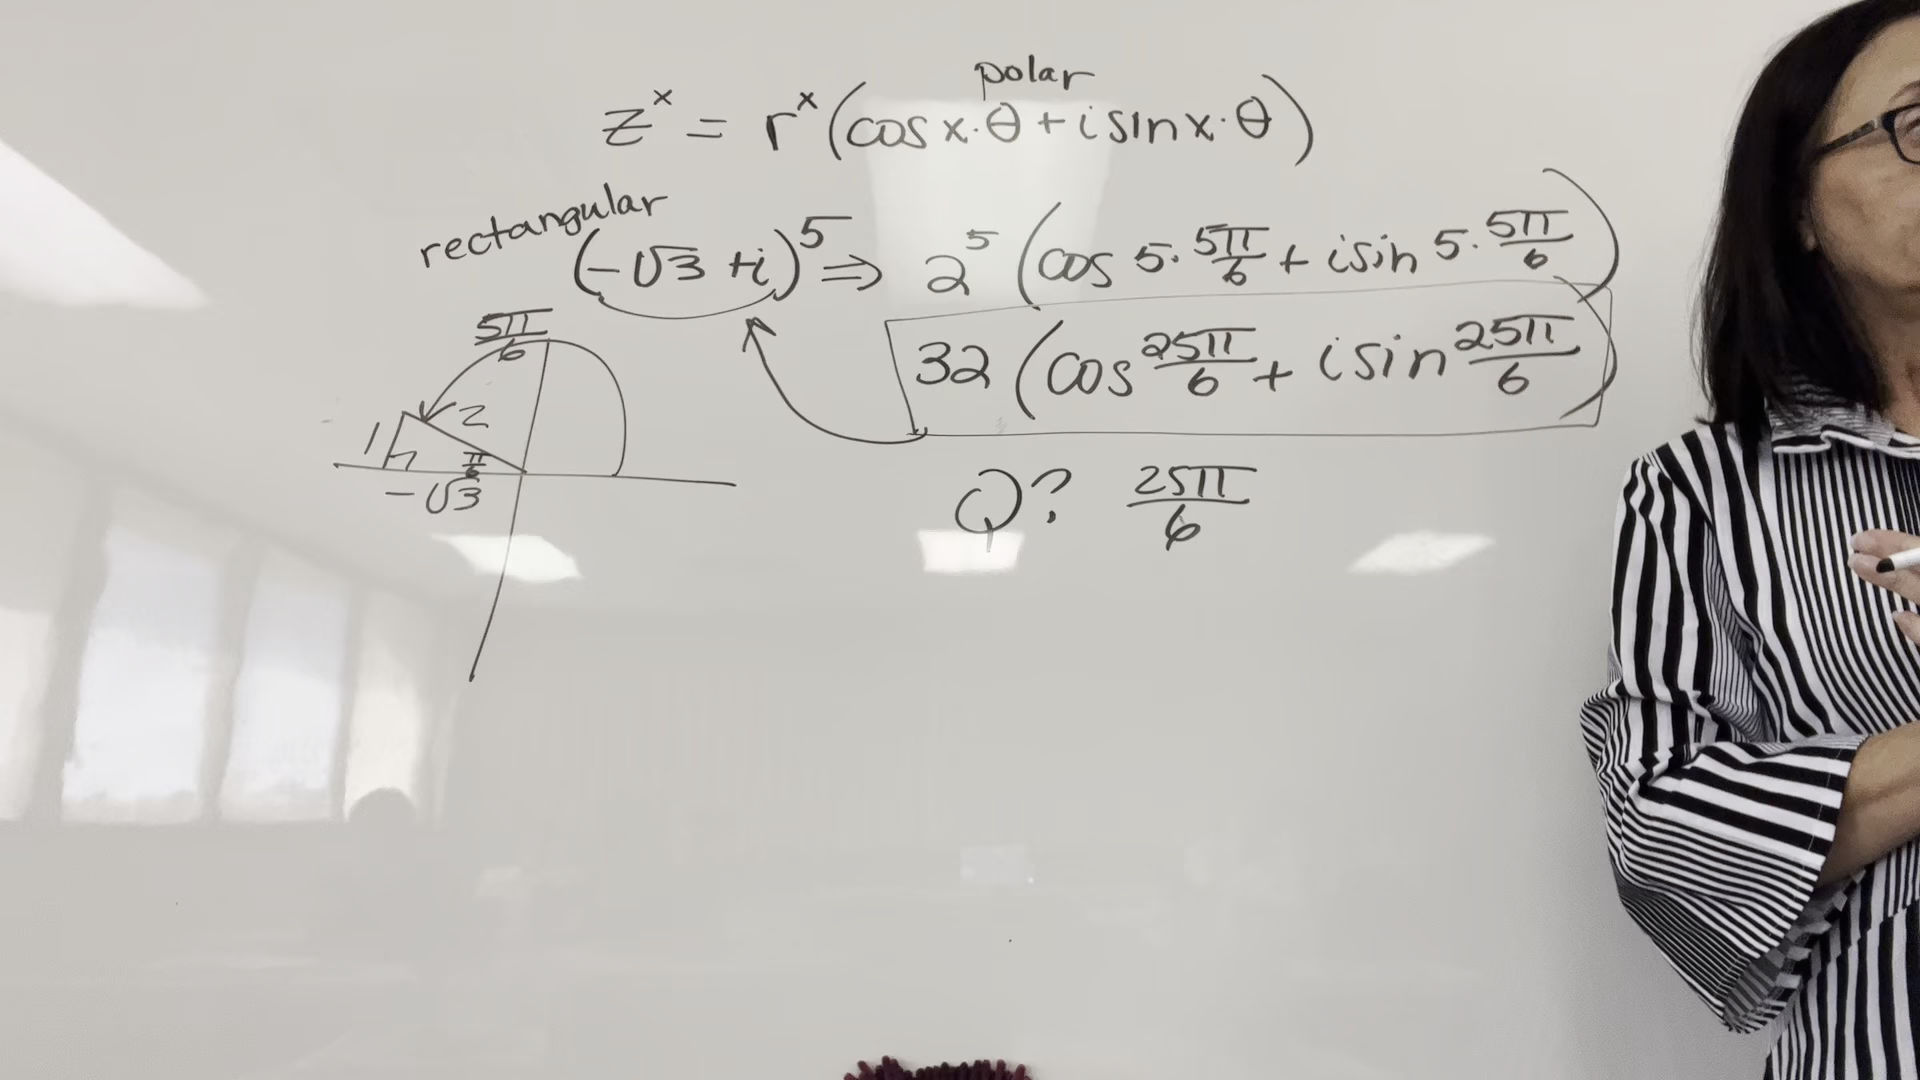 polar
z^x = r^x (cos x·θ + i sin x·θ)
rectangular
(-√3 + i)^5 ⇒ 2^5 (cos 5·5π/6 + i sin 5·5π/6)
32 (cos 25π/6 + i sin 25π/6)
5π/6
2
1
π/6
-√3
Q? 25π/6